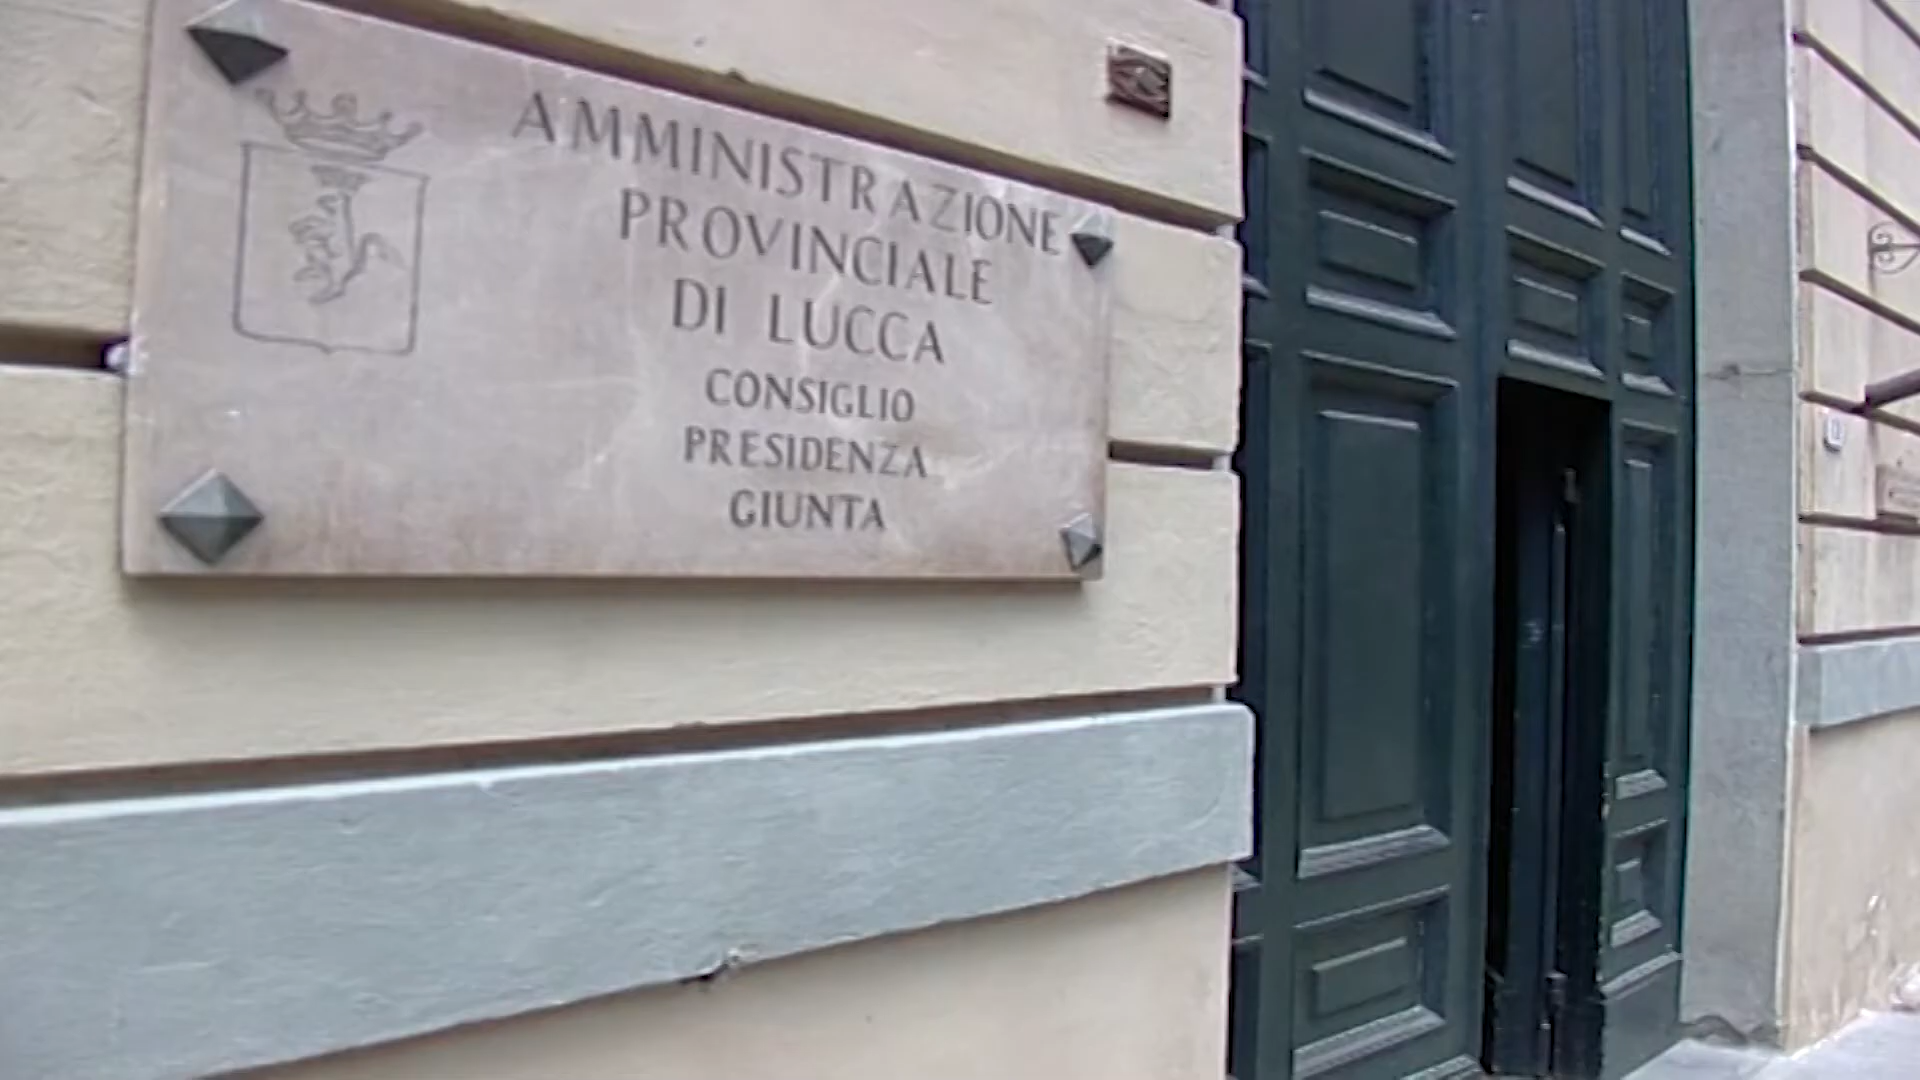 AMMINISTRAZIONE
PROVINCIALE
DI LUCCA
CONSIGLIO
PRESIDENZA
GIUNTA